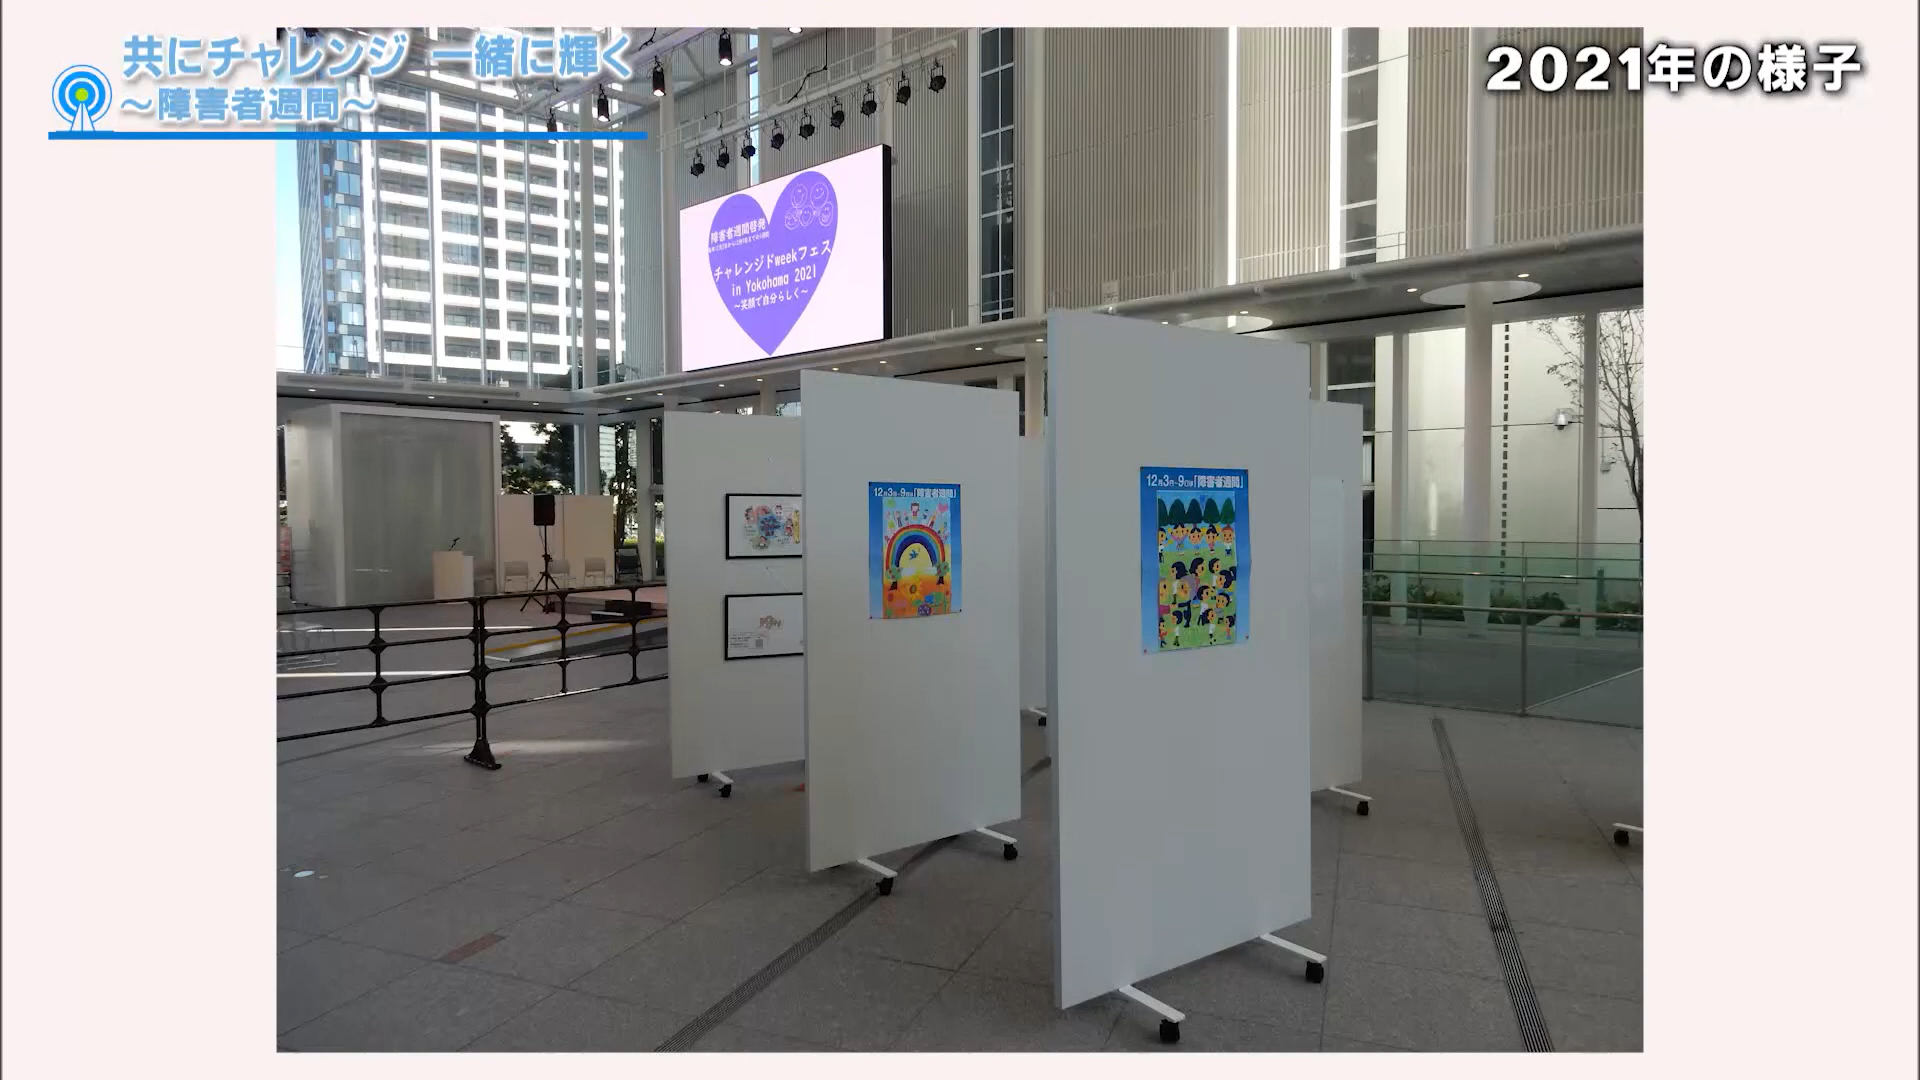 共にチャレンジ 一緒に輝く
～障害者週間～
2021年の様子
障害者週間啓発
チャレンジドweekフェス
in Yokohama 2021
～笑顔で自分らしく～
12月3日~9日は「障害者週間」
12月3日~9日は「障害者週間」